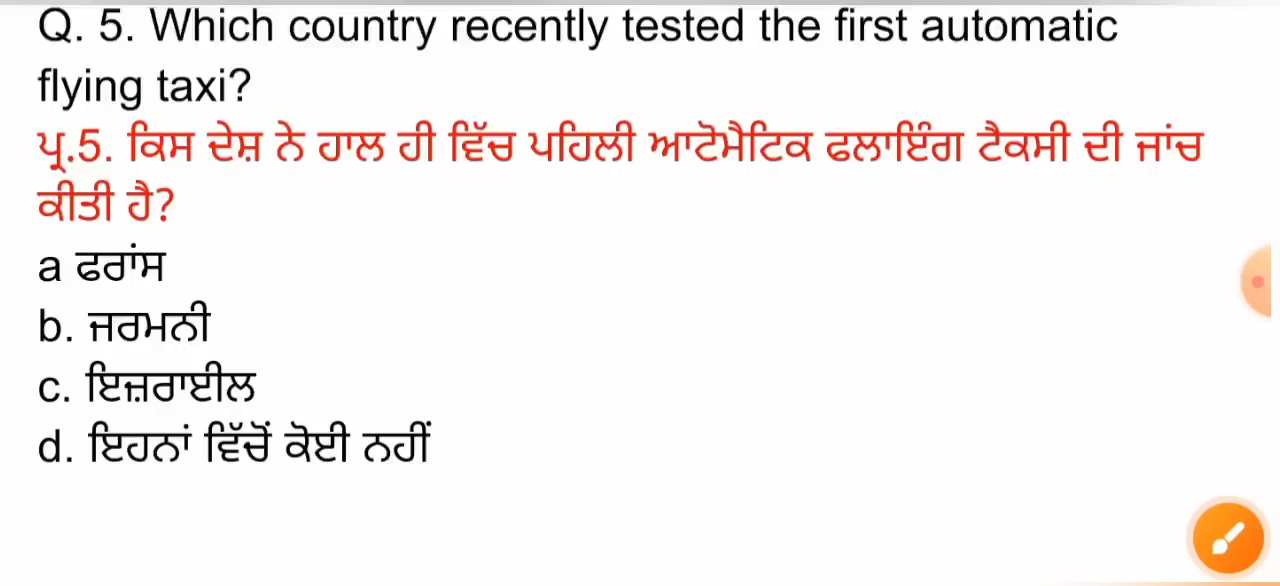 Q. 5. Which country recently tested the first automatic
flying taxi?
ਪ੍ਰ.5. ਕਿਸ ਦੇਸ਼ ਨੇ ਹਾਲ ਹੀ ਵਿੱਚ ਪਹਿਲੀ ਆਟੋਮੈਟਿਕ ਫਲਾਇੰਗ ਟੈਕਸੀ ਦੀ ਜਾਂਚ
ਕੀਤੀ ਹੈ?
a ਫਰਾਂਸ
b. ਜਰਮਨੀ
c. ਇਜ਼ਰਾਈਲ
d. ਇਹਨਾਂ ਵਿੱਚੋਂ ਕੋਈ ਨਹੀਂ